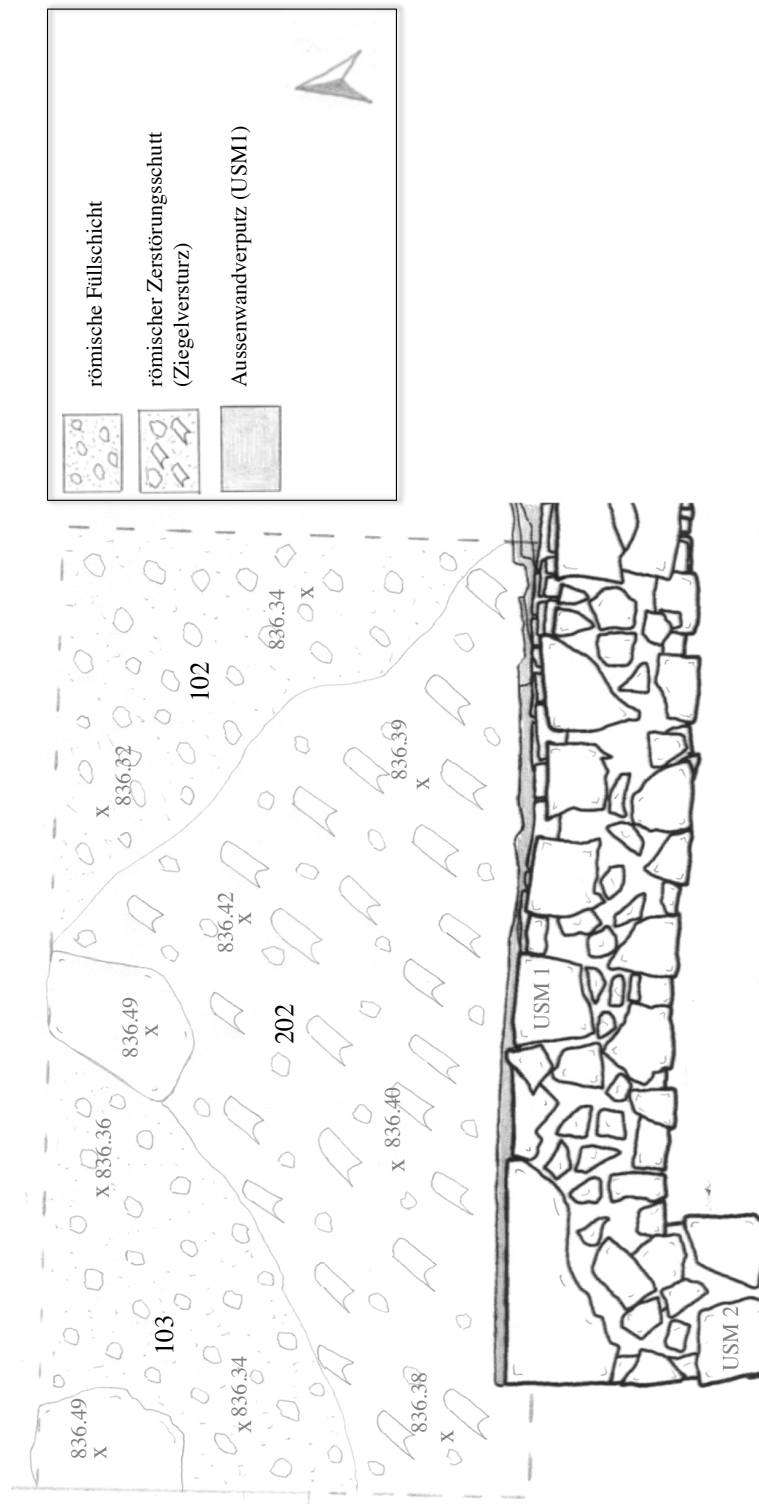 römische Füllschicht
römischer Zerstörungsschutt
(Ziegelversturz)
Aussenwandverputz (USM1)
836.49
X
103
X 836.34
X 836.36
836.49
X
X
836.32
102
836.34
X
836.42
X
202
836.38
X
836.40
X
836.39
X
USM 1
USM 2